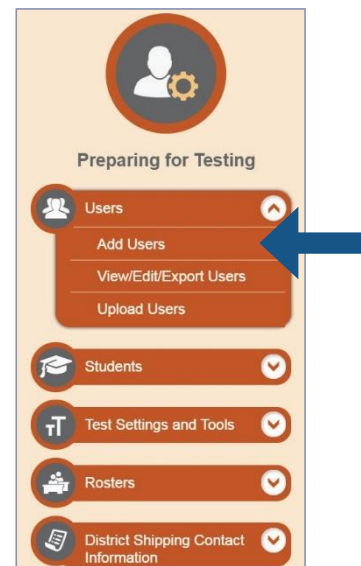 Preparing for Testing
Users
Add Users
View/Edit/Export Users
Upload Users
Students
TT Test Settings and Tools
Rosters
District Shipping Contact
Information